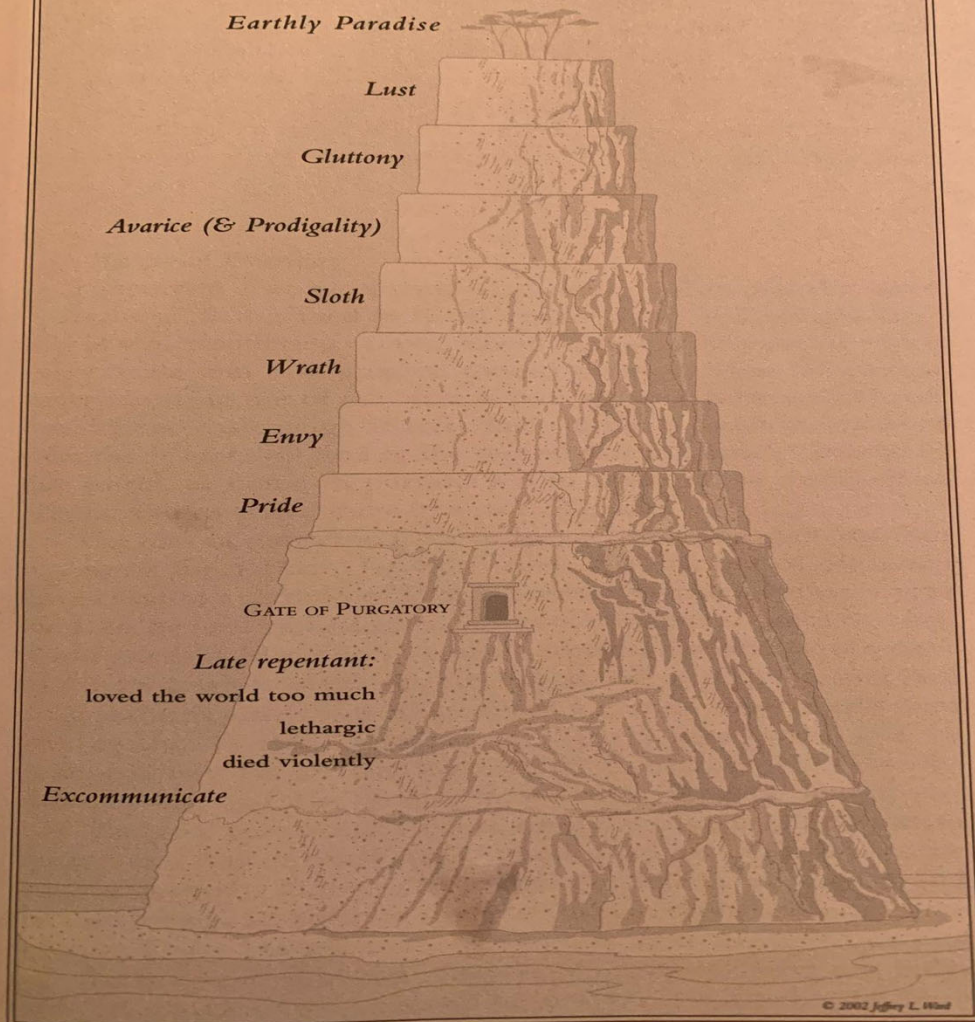 Earthly Paradise
Lust
Gluttony
Avarice (& Prodigality)
Sloth
Wrath
Envy
Pride
GATE OF PURGATORY
Late repentant:
loved the world too much
lethargic
died violently
Excommunicate
© 2002 Jeffrey L. Ward